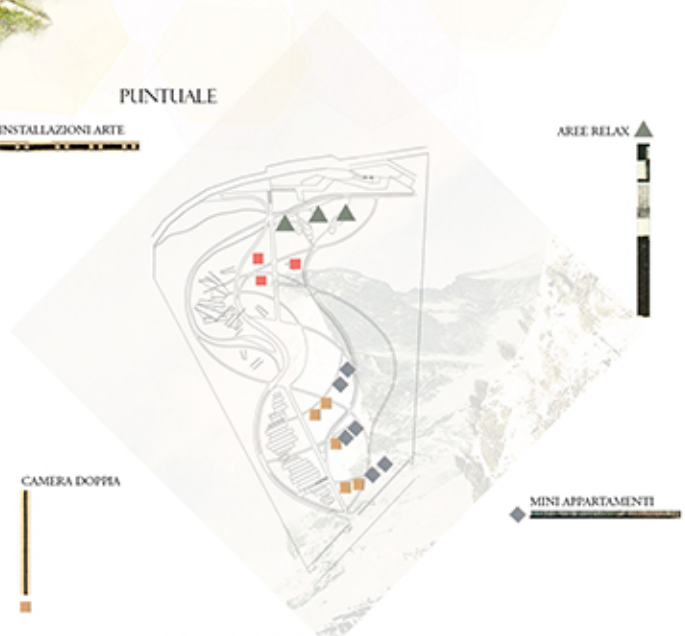 PUNTUALE
INSTALLAZIONI ARTE
AREE RELAX
CAMERA DOPPIA
MINI APPARTAMENTI